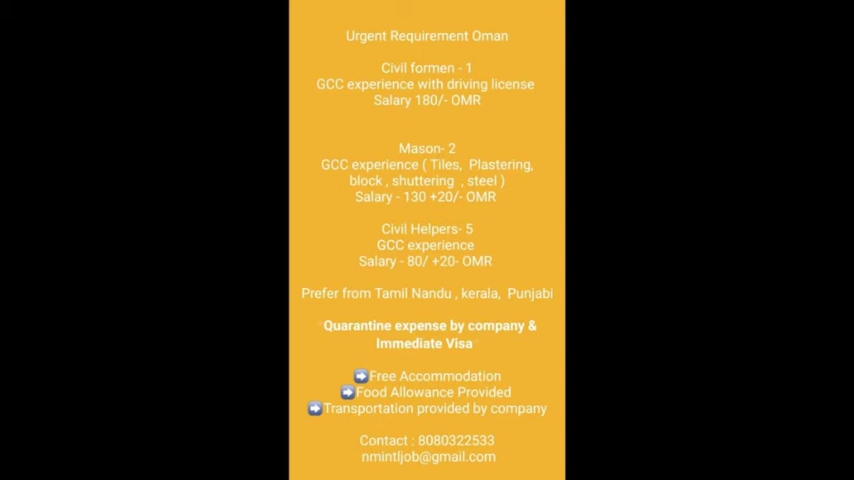 Urgent Requirement Oman
Civil formen - 1
GCC experience with driving license
Salary 180/- OMR
Mason- 2
GCC experience ( Tiles, Plastering,
block , shuttering , steel )
Salary - 130 +20/- OMR
Civil Helpers- 5
GCC experience
Salary - 80/ +20- OMR
Prefer from Tamil Nandu , kerala, Punjabi
Quarantine expense by company &
Immediate Visa
➡Free Accommodation
➡Food Allowance Provided
➡Transportation provided by company
Contact : 8080322533
nmintljob@gmail.com